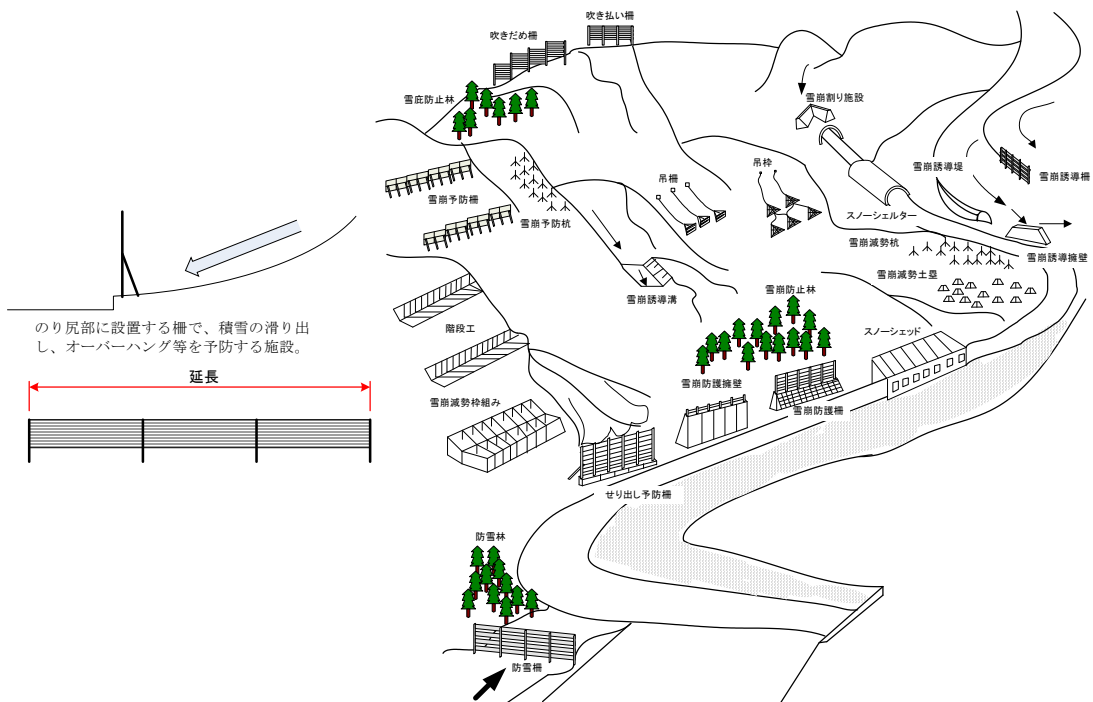 吹き払い柵
吹きだめ柵
雪庇防止林
雪崩割り施設
雪崩誘導堤
雪崩誘導柵
吊枠
吊柵
雪崩予防柵
雪崩予防杭
スノーシェルター
雪崩減勢杭
雪崩誘導擁壁
雪崩減勢土塁
雪崩誘導溝
雪崩防止林
のり尻部に設置する柵で、積雪の滑り出
し、オーバーハング等を予防する施設。
階段工
スノーシェッド
延長
雪崩防護擁壁
雪崩減勢枠組み
雪崩防護柵
せり出し予防柵
防雪林
防雪柵